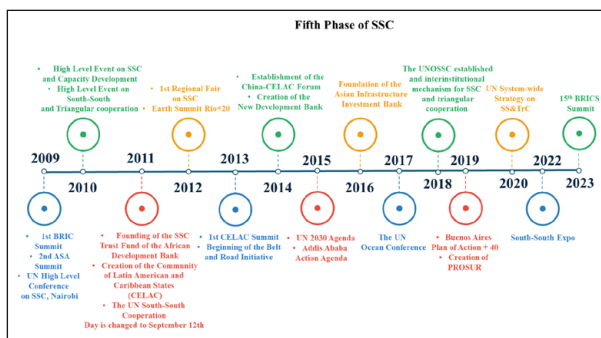 Fifth Phase of SSC
• High Level Event on SSC
and Capacity Development
• High Level Event on
South-South
and Triangular cooperation
• 1st Regional Fair
on SSC
Earth Summit Rio+20
• Establishment of the
China-CELAC Forum
• Creation of the
New Development Bank
Foundation of the
Asian Infrastructure
Investment Bank
The UNOSSC established and
interinstitutional
mechanism for SSC
and triangular
cooperation
UN System-wide
Strategy on
SS&TrC
15th BRICS
Summit
2009
2011
2013
2015
2017
2019
2022
2010
2012
2014
2016
2018
2020
2023
• 1st BRIC
Summit
• 2nd ASA
Summit
• UN High Level
Conference
on SSC, Nairobi
• Founding of the SSC
Trust Fund of the African
Development Bank
• Creation of the Community
of Latin American and
Caribbean States
(CELAC)
• The UN South-South
Cooperation
Day is changed to September 12th
• 1st CELAC Summit
• Beginning of the Belt
and Road Initiative
• UN 2030 Agenda
• Addis Ababa
Action Agenda
The UN
Ocean Conference
• Buenos Aires
Plan of Action + 40
• Creation of
PROSUR
South-South Expo